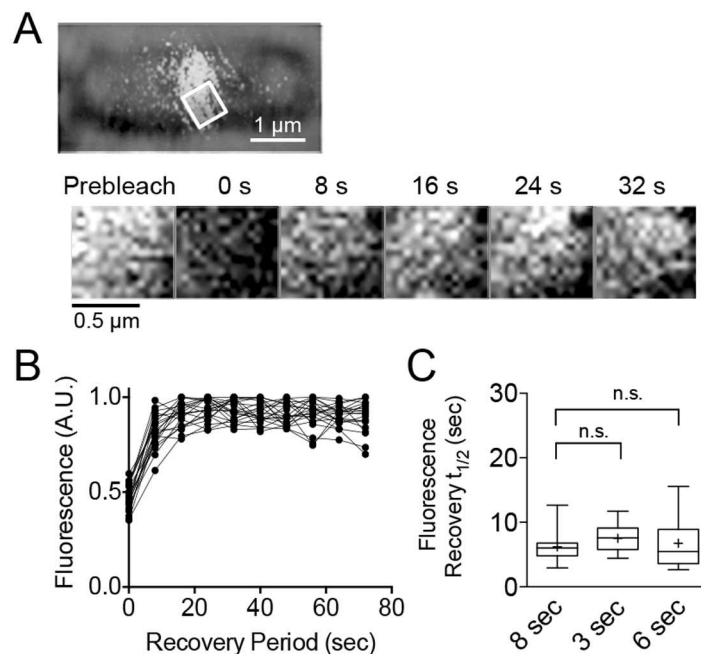 A
1 µm
Prebleach 0 s 8 s 16 s 24 s 32 s
0.5 µm
B
Fluorescence (A.U.)
1.0
0.5
0.0
0 20 40 60 80
Recovery Period (sec)
C
Fluorescence
Recovery t1/2 (sec)
30
20
10
0
n.s.
n.s.
8 sec
3 sec
6 sec